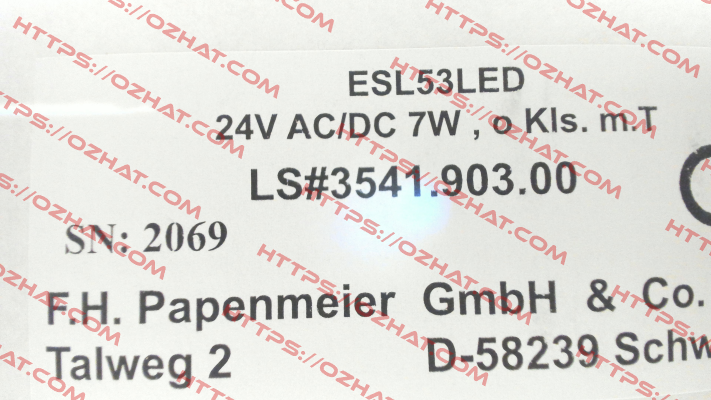 ESL53LED
24V AC/DC 7W , o Kls. m.T
LS#3541.903.00
SN: 2069
F.H. Papenmeier GmbH & Co.
Talweg 2 D-58239 Schw
HTTPS://OZHAT.COM